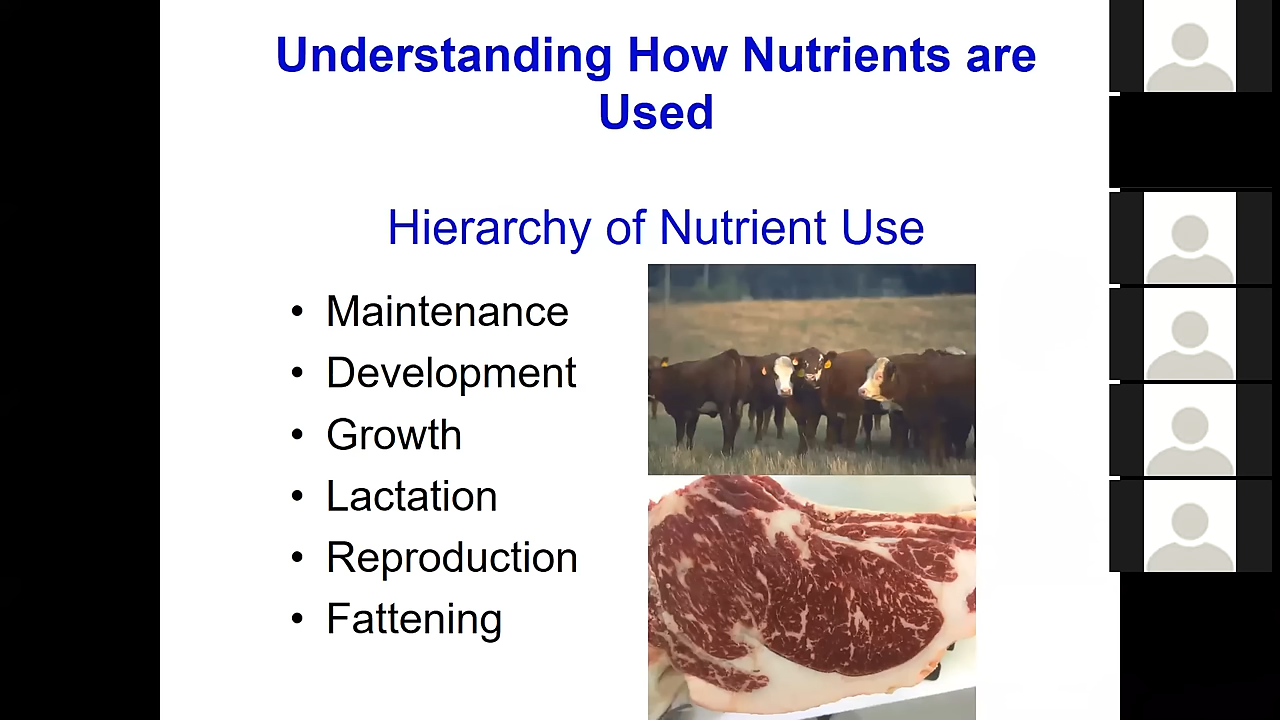 Understanding How Nutrients are
Used
Hierarchy of Nutrient Use
• Maintenance
• Development
• Growth
• Lactation
• Reproduction
• Fattening